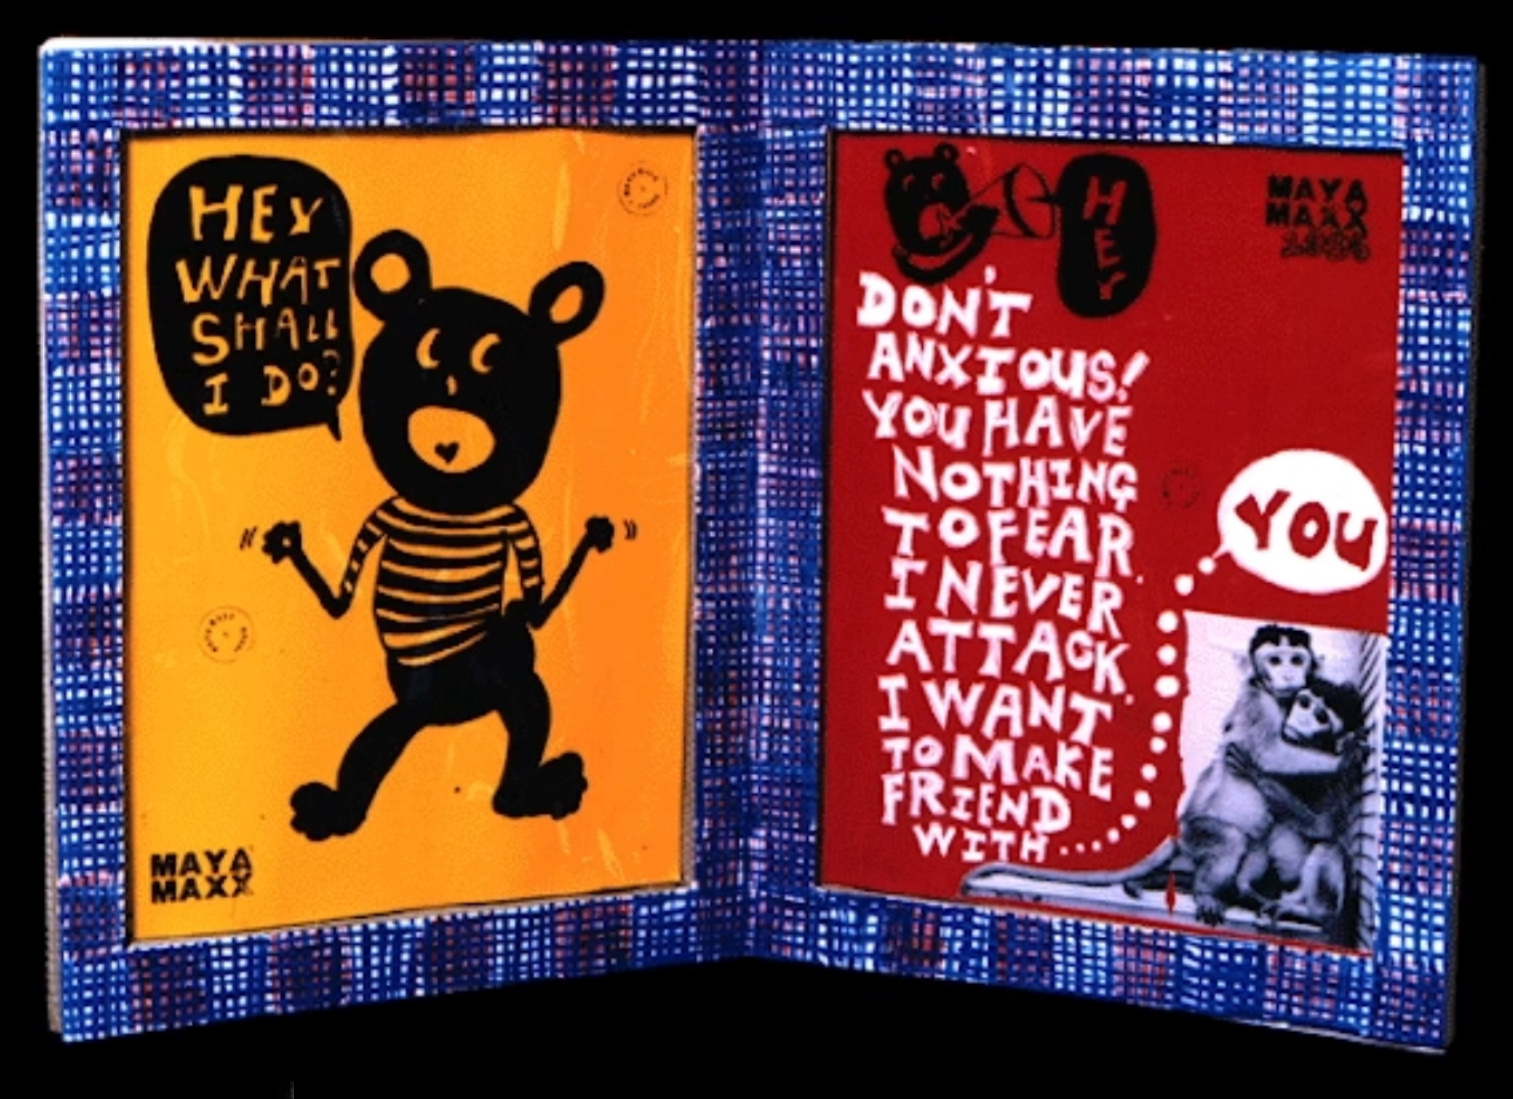 HEY
WHAT
SHALL
I DO?
MAYA
MAXX
HEY
MAYA
MAXX
DON'T
ANXIOUS!
YOU HAVE
NOTHING
TO FEAR.
I NEVER
ATTACK.
I WANT
TO MAKE
FRIEND
WITH.....
YOU